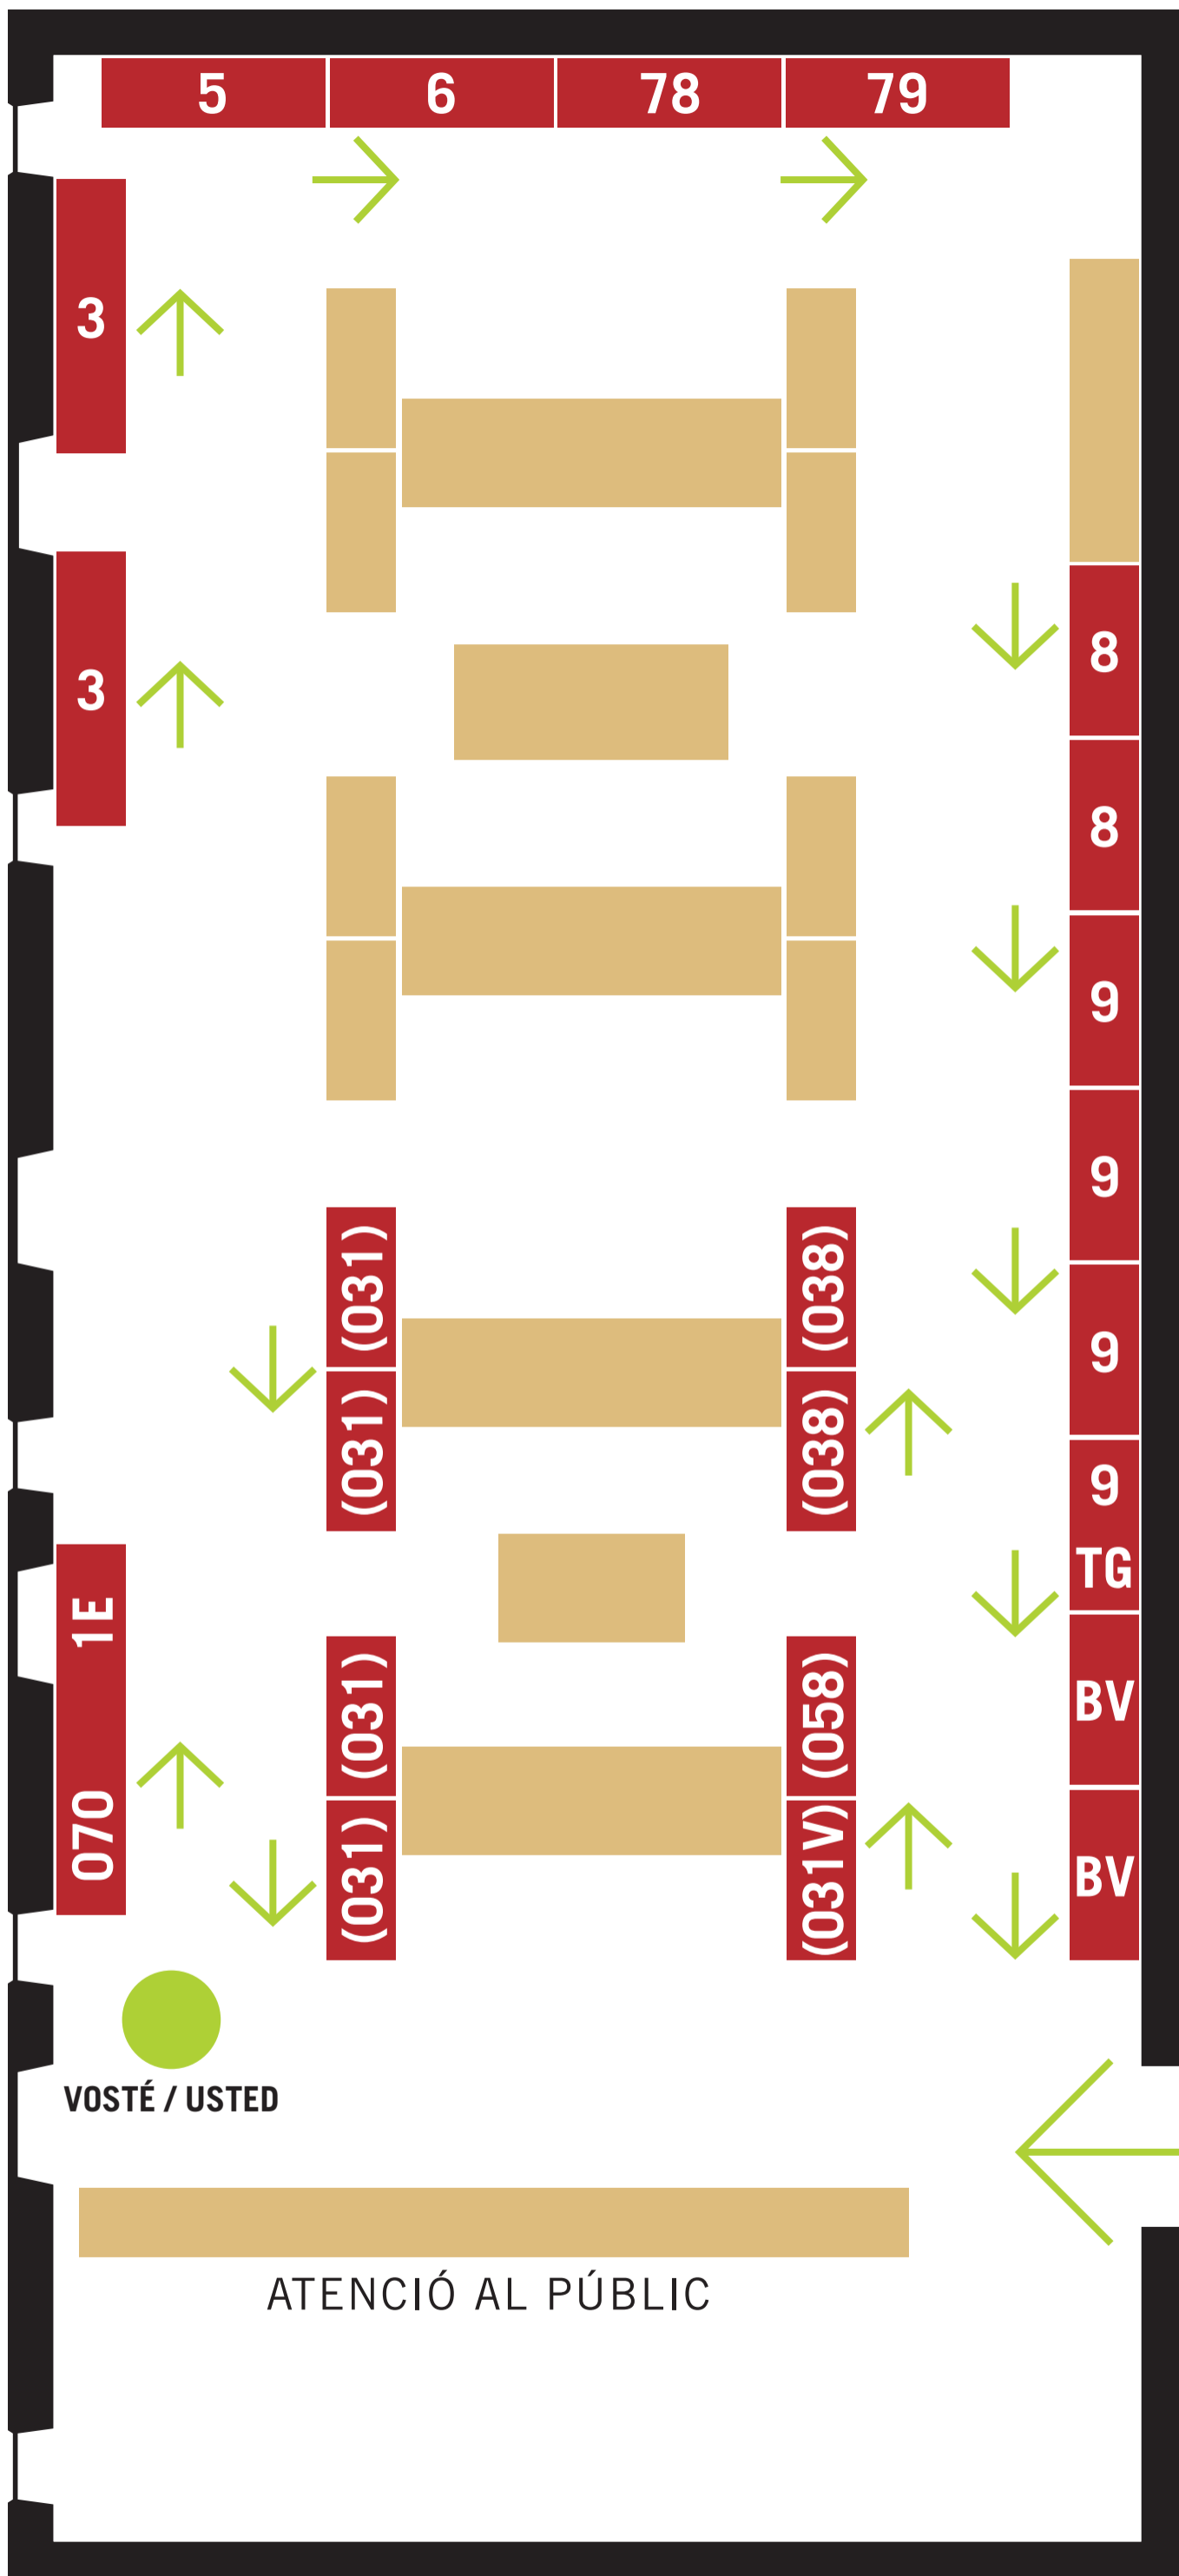 5 6 78 79
3
3
8
8
9
9
9
9
TG
BV
BV
(031)
(031)
(038)
(038)
1E
070
(031)
(031)
(058)
(031V)
VOSTÉ / USTED
ATENCIÓ AL PÚBLIC